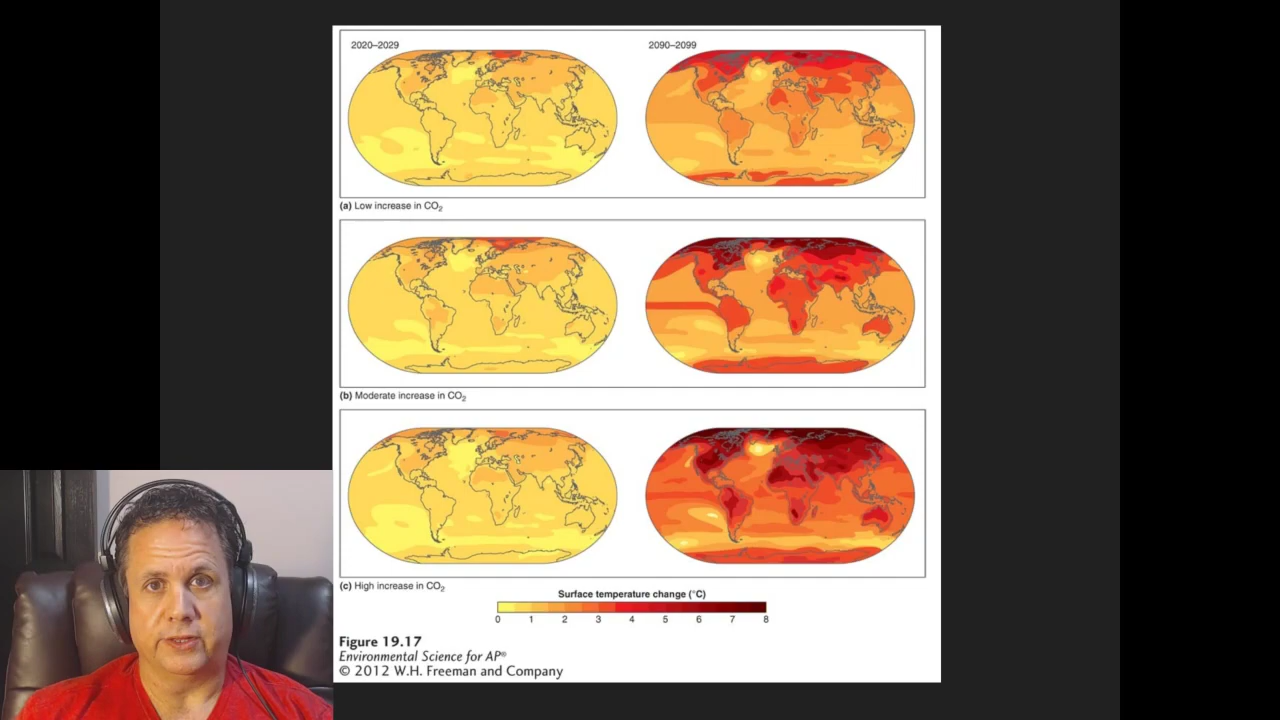 2020–2029
2090–2099
(a) Low increase in CO₂
(b) Moderate increase in CO₂
(c) High increase in CO₂
Surface temperature change (°C)
0 1 2 3 4 5 6 7 8
Figure 19.17
Environmental Science for AP®
© 2012 W.H. Freeman and Company